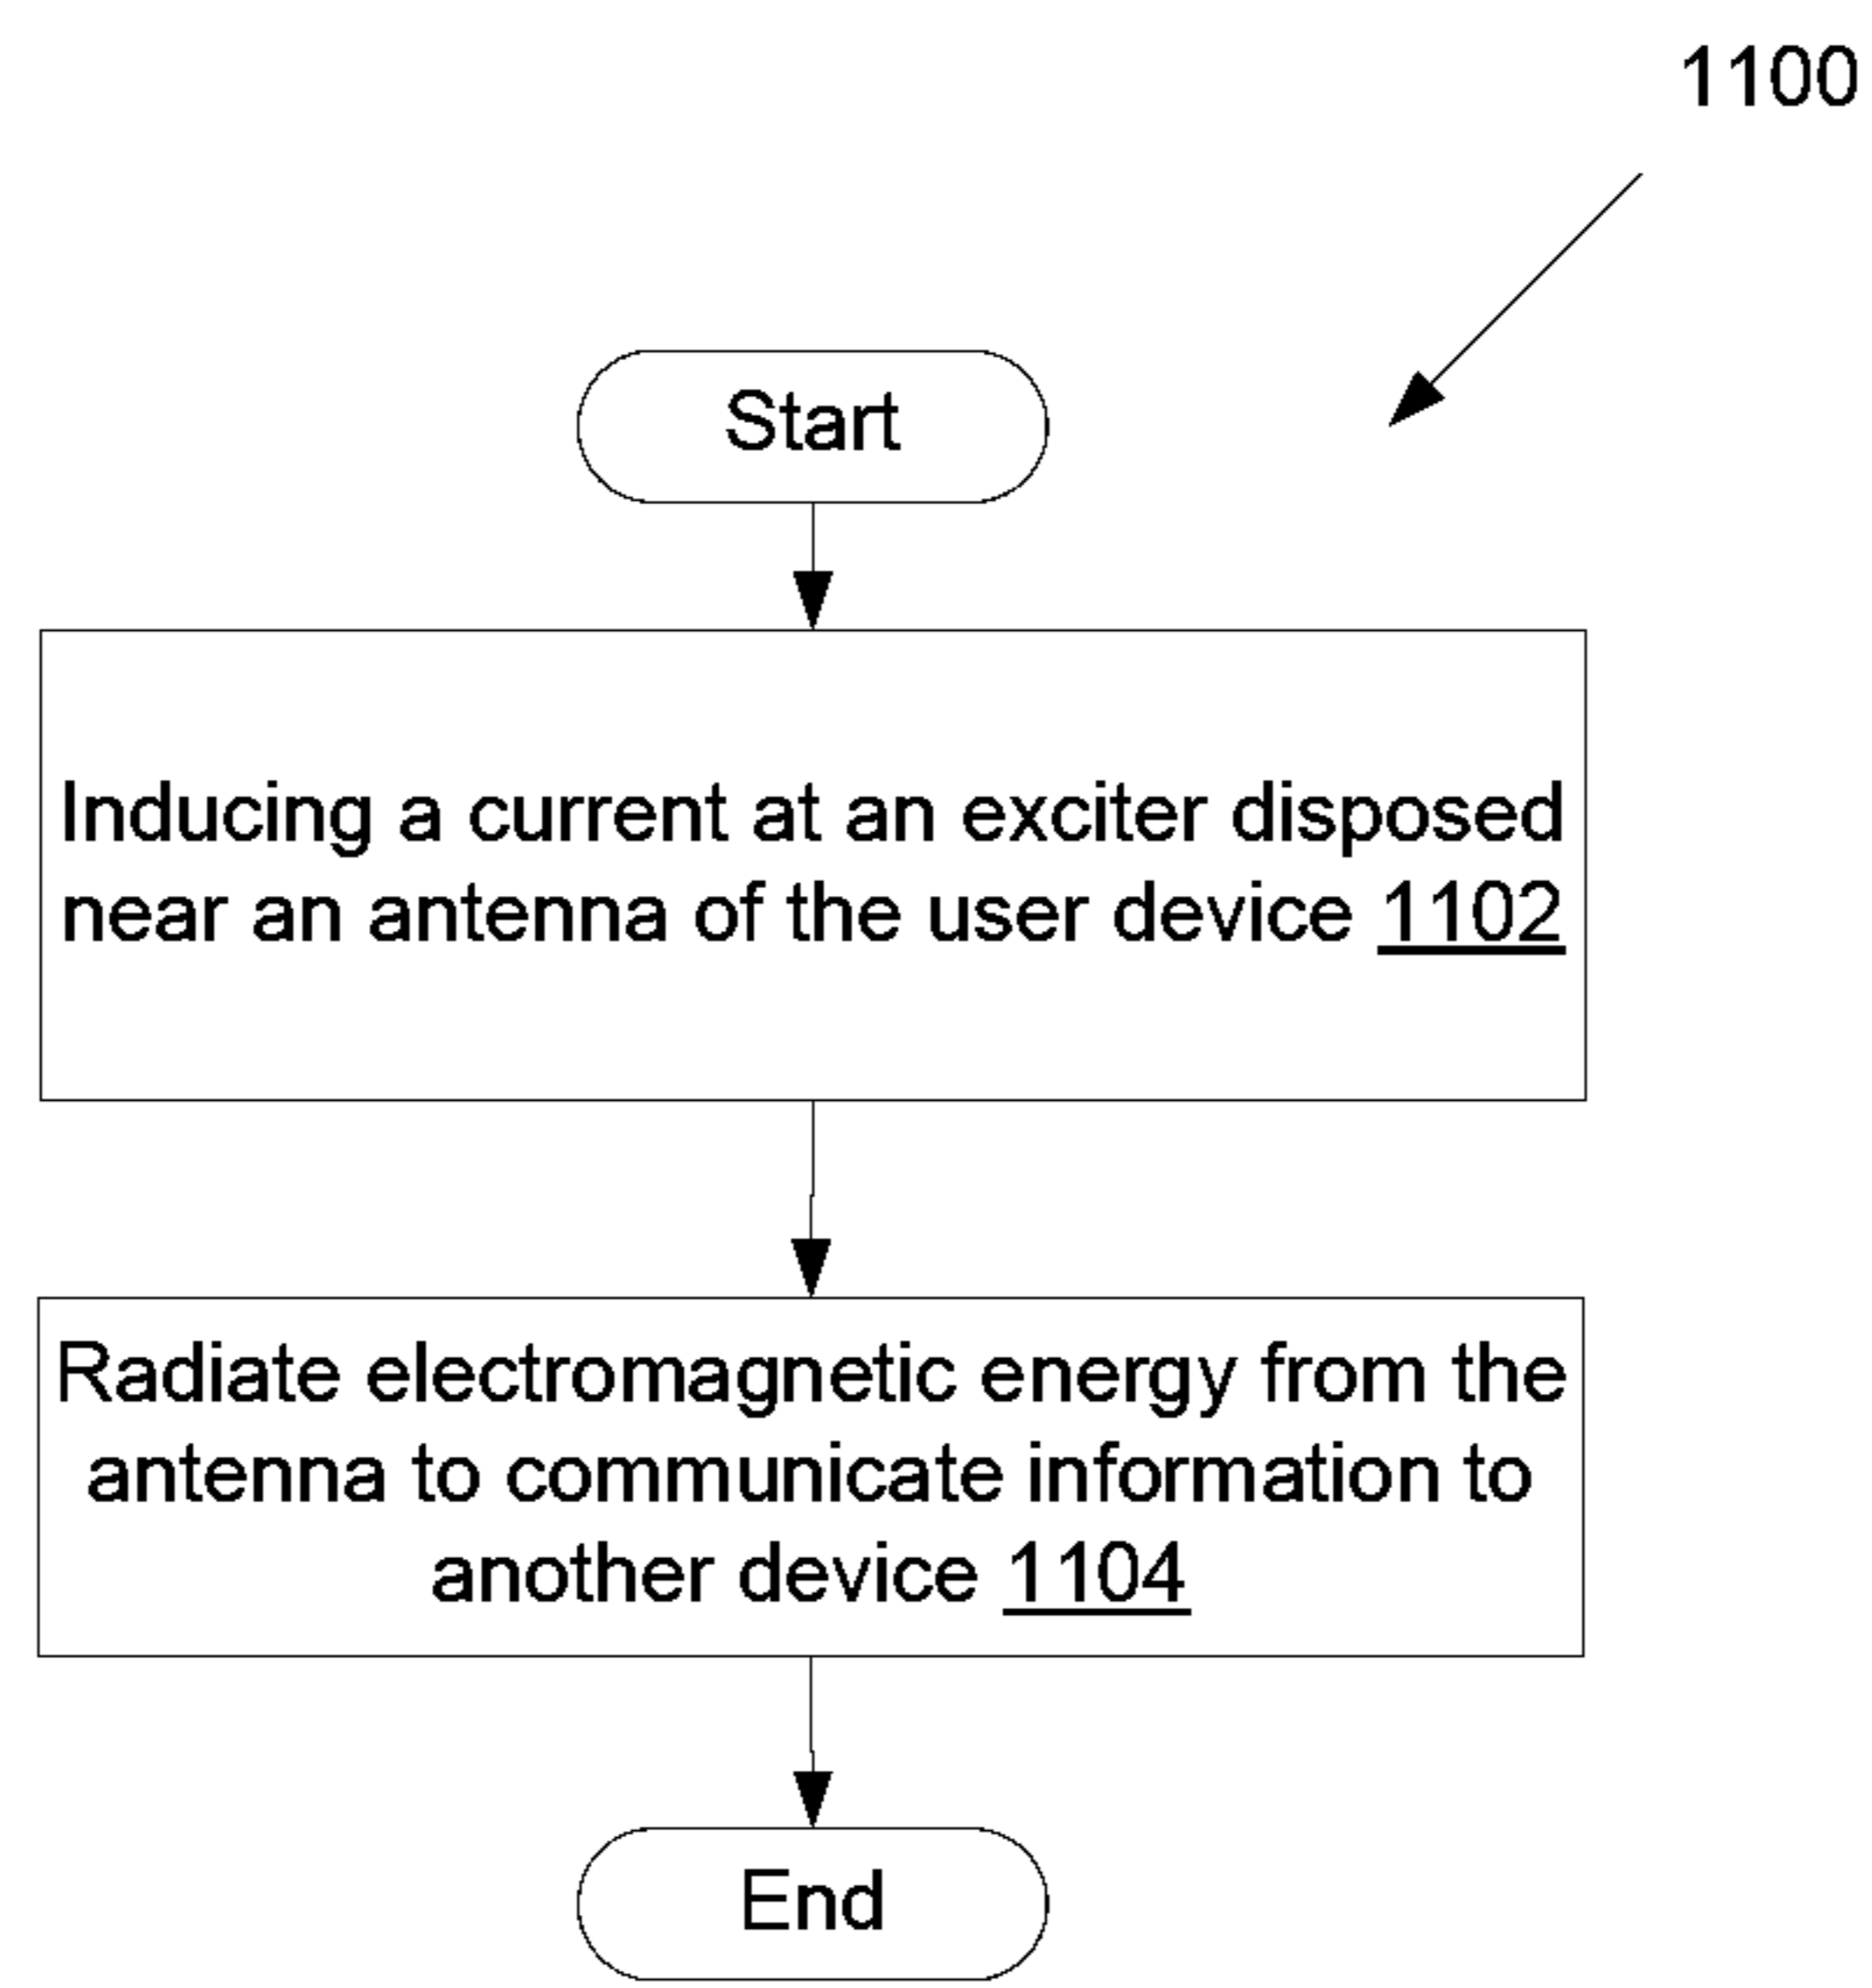 1100
Start
Inducing a current at an exciter disposed
near an antenna of the user device 1102
Radiate electromagnetic energy from the
antenna to communicate information to
another device 1104
End